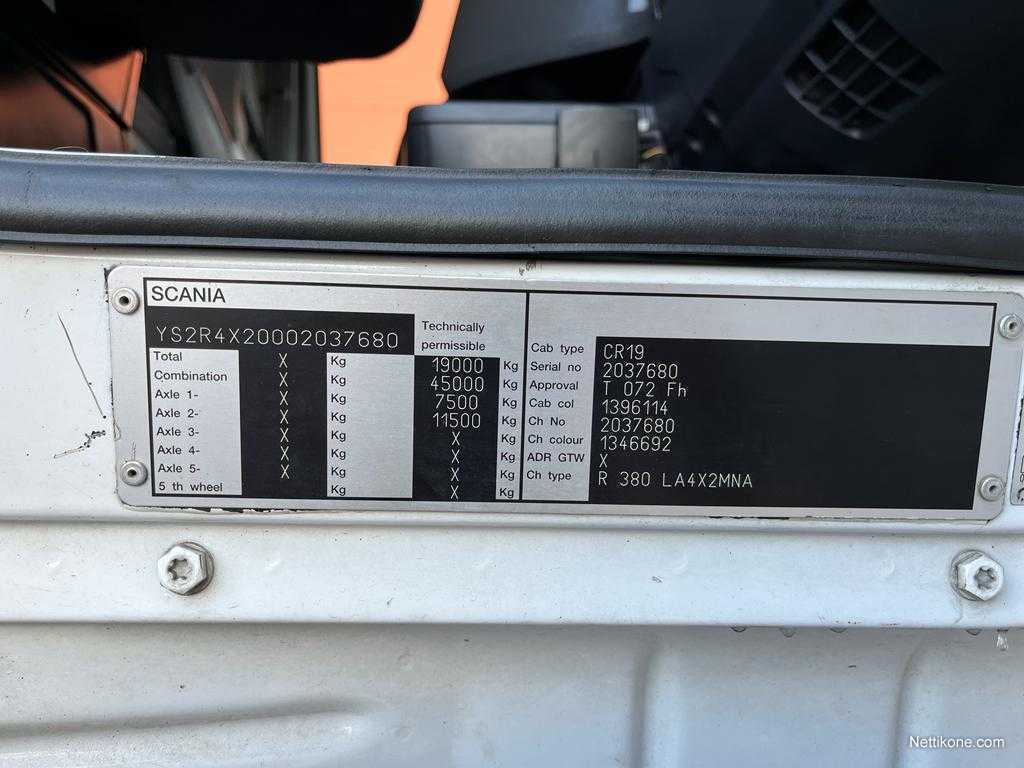 SCANIA
YS2R4X20002037680
Technically
permissible
Total X Kg 19000 Kg
Combination X Kg 45000 Kg
Axle 1- X Kg 7500 Kg
Axle 2- X Kg 11500 Kg
Axle 3- X Kg X Kg
Axle 4- X Kg X Kg
Axle 5- X Kg X Kg
5 th wheel Kg X Kg
Cab type CR19
Serial no 2037680
Approval T 072 Fh
Cab col 1396114
Ch No 2037680
Ch colour 1346692
ADR GTW X
Ch type R 380 LA4X2MNA
Nettikone.com